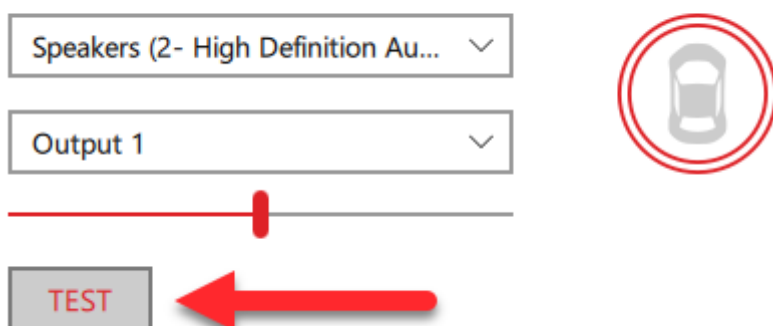 Speakers (2- High Definition Au...
Output 1
TEST